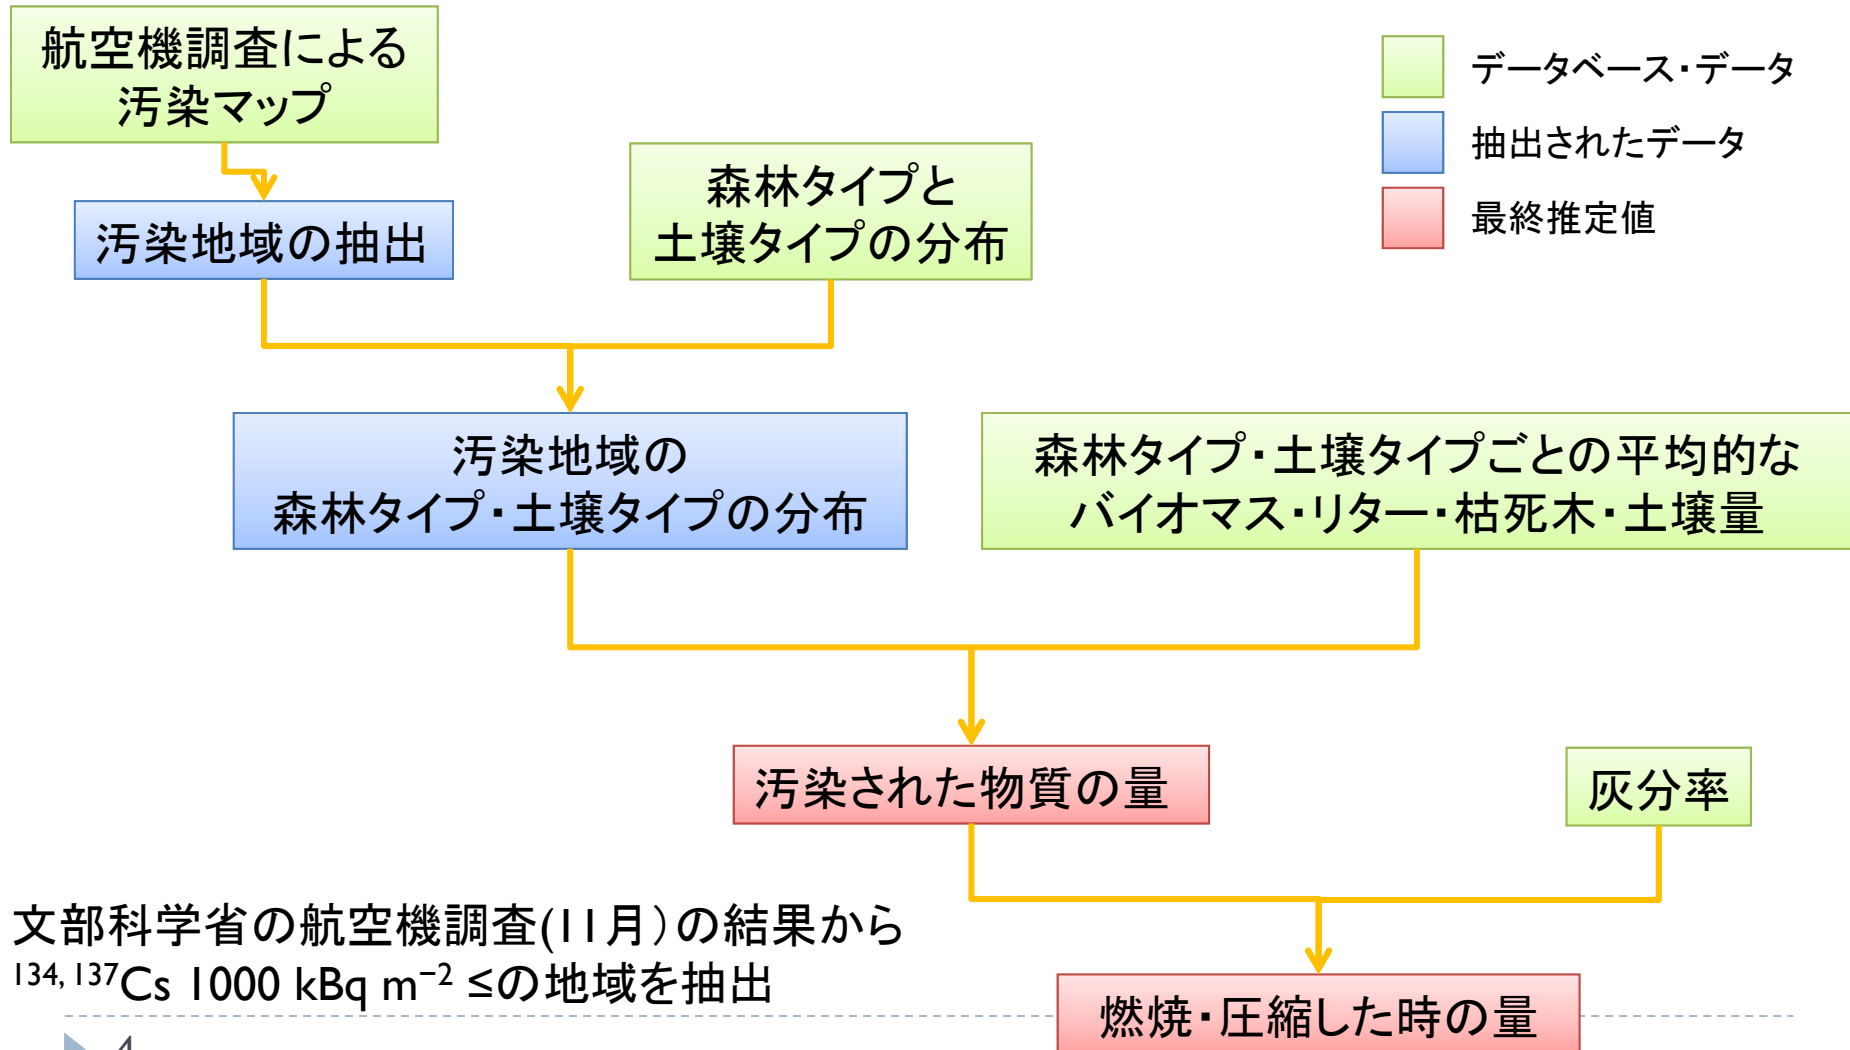 航空機調査による
汚染マップ
データベース・データ
抽出されたデータ
最終推定値
汚染地域の抽出
森林タイプと
土壌タイプの分布
汚染地域の
森林タイプ・土壌タイプの分布
森林タイプ・土壌タイプごとの平均的な
バイオマス・リター・枯死木・土壌量
汚染された物質の量
灰分率
文部科学省の航空機調査(11月）の結果から
134, 137Cs 1000 kBq m−2 ≤の地域を抽出
燃焼・圧縮した時の量
4